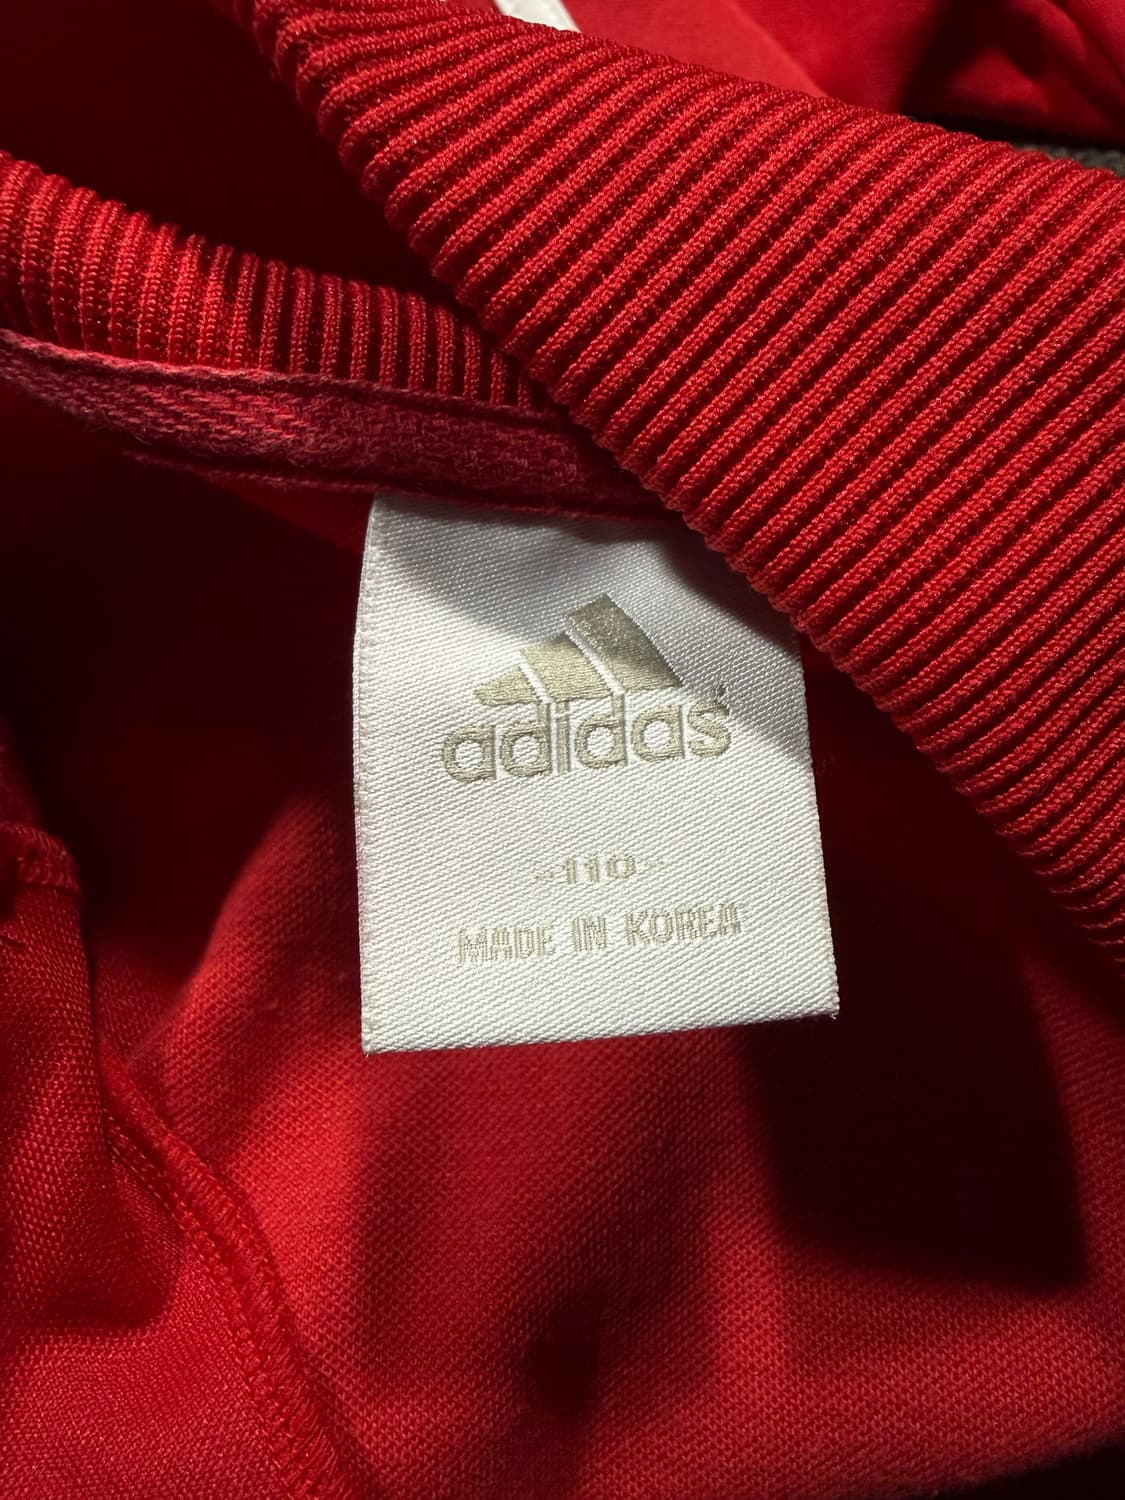 adidas
-110-
MADE IN KOREA